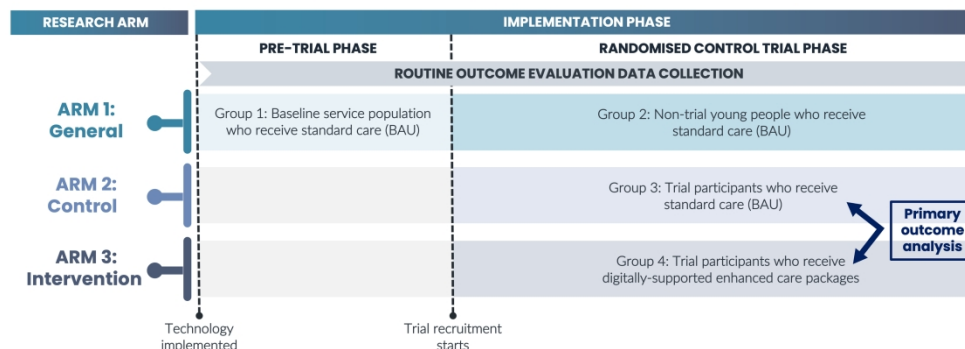 RESEARCH ARM
IMPLEMENTATION PHASE
PRE-TRIAL PHASE
RANDOMISED CONTROL TRIAL PHASE
ROUTINE OUTCOME EVALUATION DATA COLLECTION
ARM 1:
General
Group 1: Baseline service population
who receive standard care (BAU)
Group 2: Non-trial young people who receive
standard care (BAU)
ARM 2:
Control
Group 3: Trial participants who receive
standard care (BAU)
Primary
outcome
analysis
ARM 3:
Intervention
Group 4: Trial participants who receive
digitally-supported enhanced care packages
Technology
implemented
Trial recruitment
starts